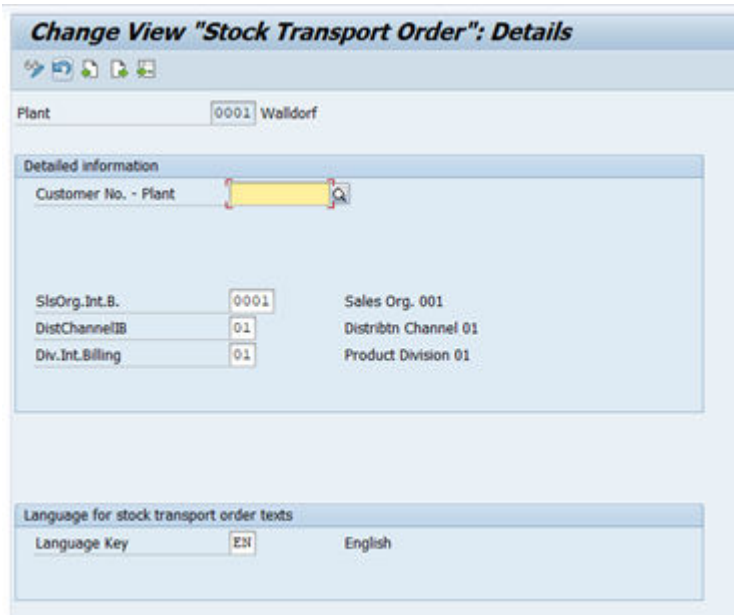 Change View "Stock Transport Order": Details
Plant 0001 Walldorf
Detailed information
Customer No. - Plant
SlsOrg.Int.B. 0001 Sales Org. 001
DistChannelIB 01 Distribtn Channel 01
Div.Int.Billing 01 Product Division 01
Language for stock transport order texts
Language Key EN English